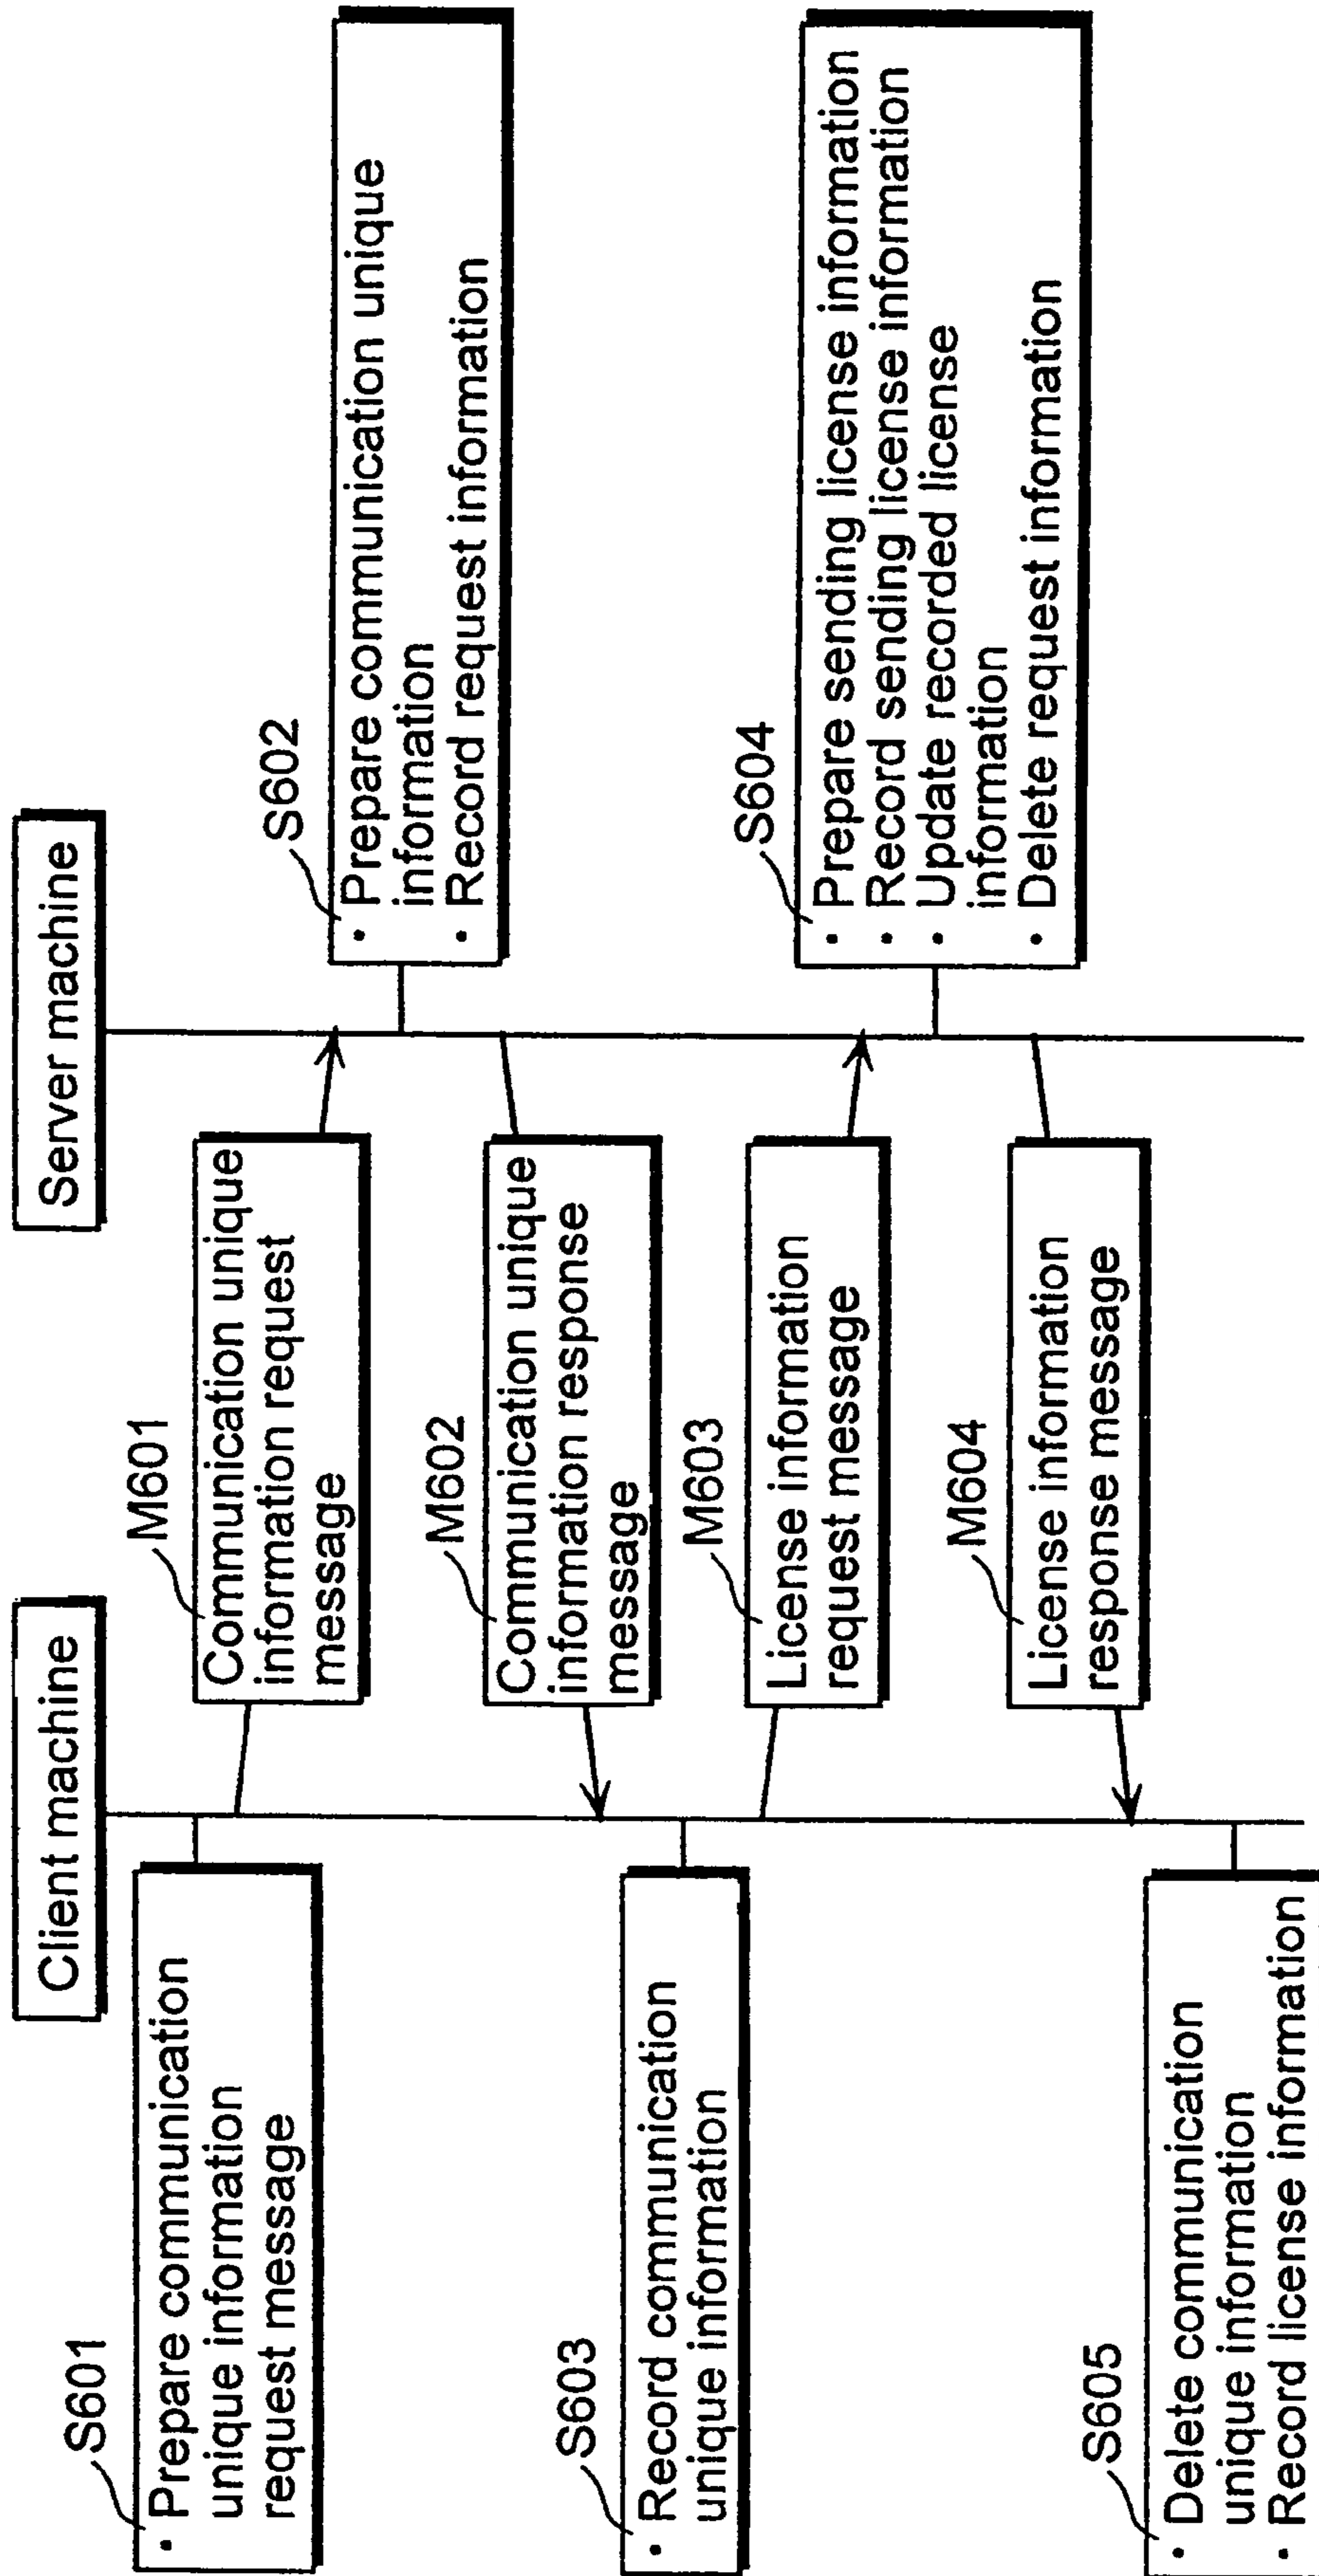 Client machine
Server machine
S601
• Prepare communication
unique information
request message
M601
Communication unique
information request
message
S602
• Prepare communication unique
information
• Record request information
M602
Communication unique
information response
message
S603
• Record communication
unique information
M603
License information
request message
S604
• Prepare sending license information
• Record sending license information
• Update recorded license
information
• Delete request information
M604
License information
response message
S605
• Delete communication
unique information
• Record license information